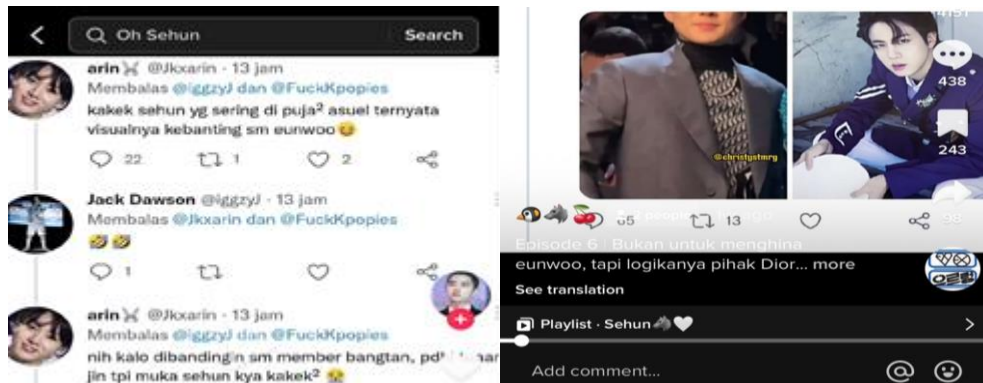 Oh Sehun
Search
arin @Jkxarin · 13 jam
Membalas @iggzyJ dan @FuckKpopies
kakek sehun yg sering di puja² asuel ternyata
visualnya kebanting sm eunwoo
22
1
2
Jack Dawson @iggzyJ · 13 jam
Membalas @Jkxarin dan @FuckKpopies
1
arin @Jkxarin · 13 jam
Membalas @iggzyJ dan @FuckKpopies
nih kalo dibandingin sm member bangtan,
jin tpi muka sehun kya kakek²
438
243
@christystmrg
13
98
Episode 6 | Bukan untuk menghina
eunwoo, tapi logikanya pihak Dior... more
See translation
Playlist · Sehun
Add comment...